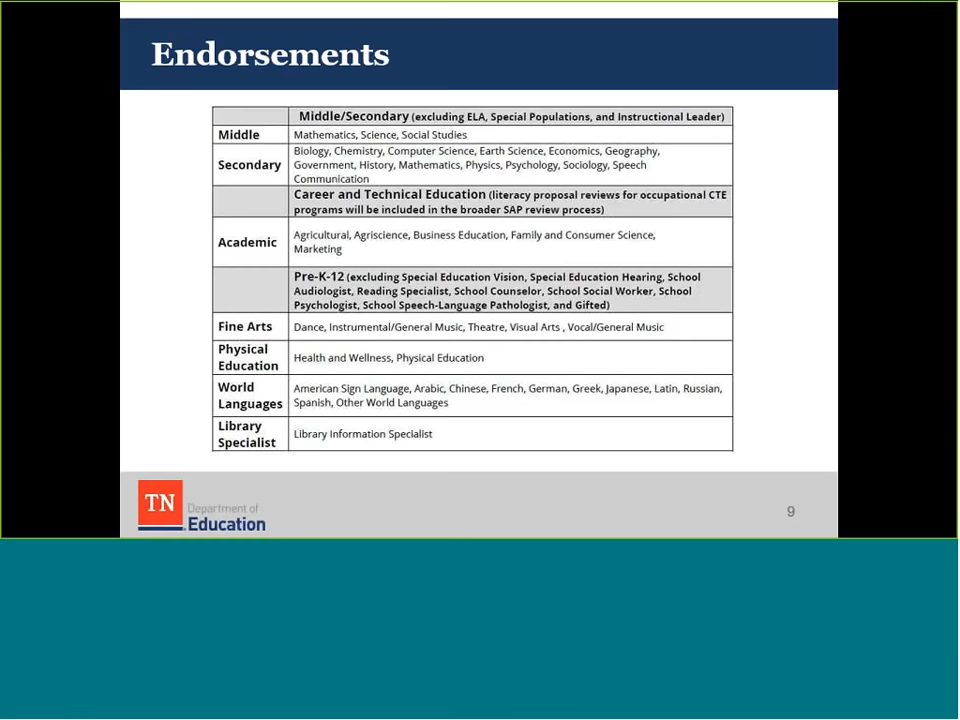 Endorsements
Middle/Secondary (excluding ELA, Special Populations, and Instructional Leader)
Middle
Mathematics, Science, Social Studies
Secondary
Biology, Chemistry, Computer Science, Earth Science, Economics, Geography,
Government, History, Mathematics, Physics, Psychology, Sociology, Speech
Communication
Career and Technical Education (literacy proposal reviews for occupational CTE
programs will be included in the broader SAP review process)
Academic
Agricultural, Agriscience, Business Education, Family and Consumer Science,
Marketing
Pre-K-12 (excluding Special Education Vision, Special Education Hearing, School
Audiologist, Reading Specialist, School Counselor, School Social Worker, School
Psychologist, School Speech-Language Pathologist, and Gifted)
Fine Arts
Dance, Instrumental/General Music, Theatre, Visual Arts , Vocal/General Music
Physical
Education
Health and Wellness, Physical Education
World
Languages
American Sign Language, Arabic, Chinese, French, German, Greek, Japanese, Latin, Russian,
Spanish, Other World Languages
Library
Specialist
Library Information Specialist
TN
Department of
Education
9